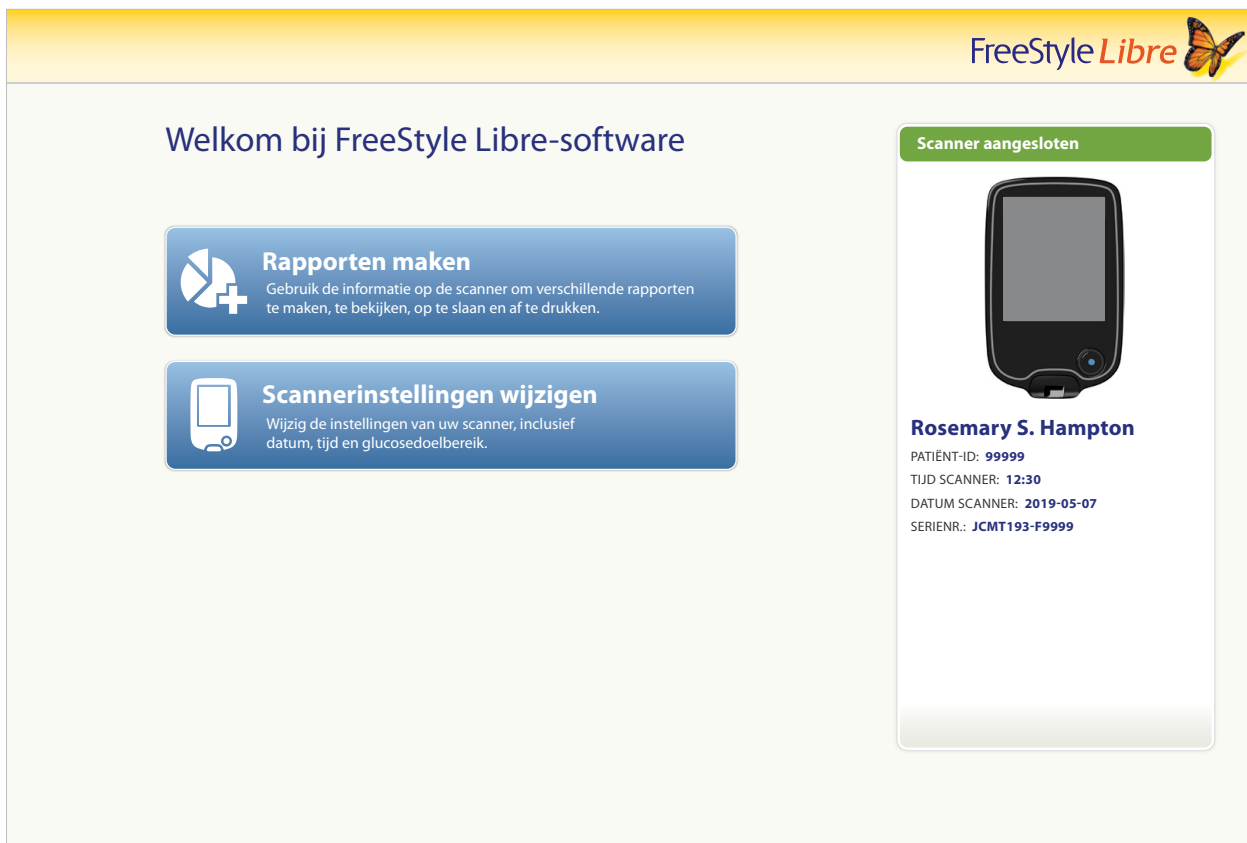 FreeStyle Libre
Welkom bij FreeStyle Libre-software
Rapporten maken
Gebruik de informatie op de scanner om verschillende rapporten
te maken, te bekijken, op te slaan en af te drukken.
Scannerinstellingen wijzigen
Wijzig de instellingen van uw scanner, inclusief
datum, tijd en glucosedoelbereik.
Scanner aangesloten
Rosemary S. Hampton
PATIËNT-ID: 99999
TIJD SCANNER: 12:30
DATUM SCANNER: 2019-05-07
SERIENR.: JCMT193-F9999